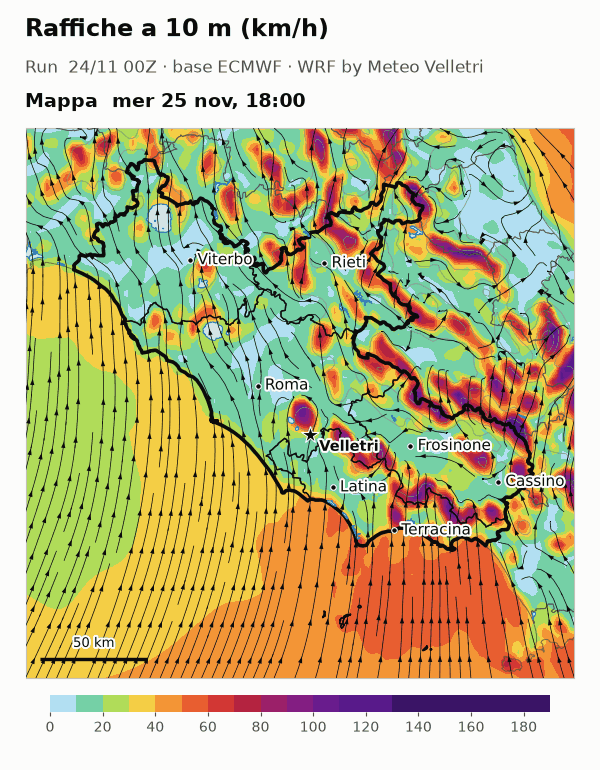 Raffiche a 10 m (km/h)
Run 24/11 00Z · base ECMWF · WRF by Meteo Velletri
Mappa mer 25 nov, 18:00
Viterbo
Rieti
Roma
Velletri
Frosinone
Cassino
Latina
Terracina
50 km
0 20 40 60 80 100 120 140 160 180